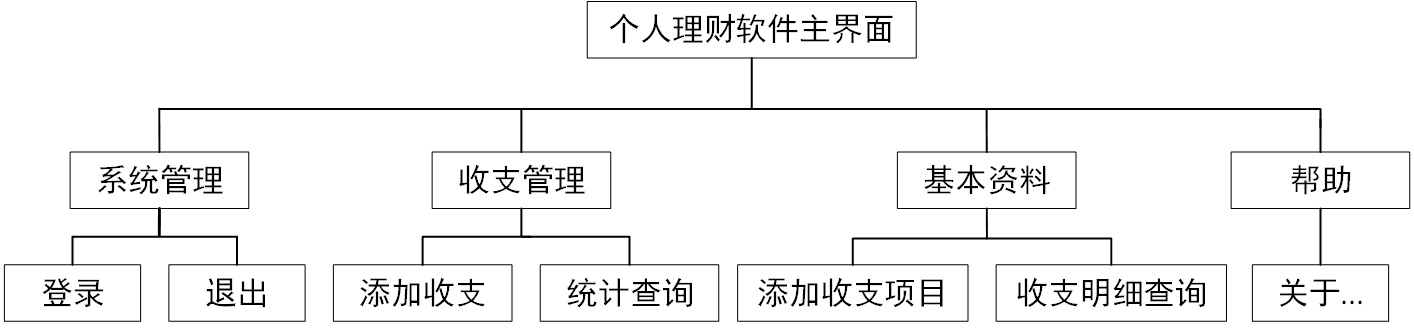 个人理财软件主界面
系统管理
收支管理
基本资料
帮助
登录
退出
添加收支
统计查询
添加收支项目
收支明细查询
关于...